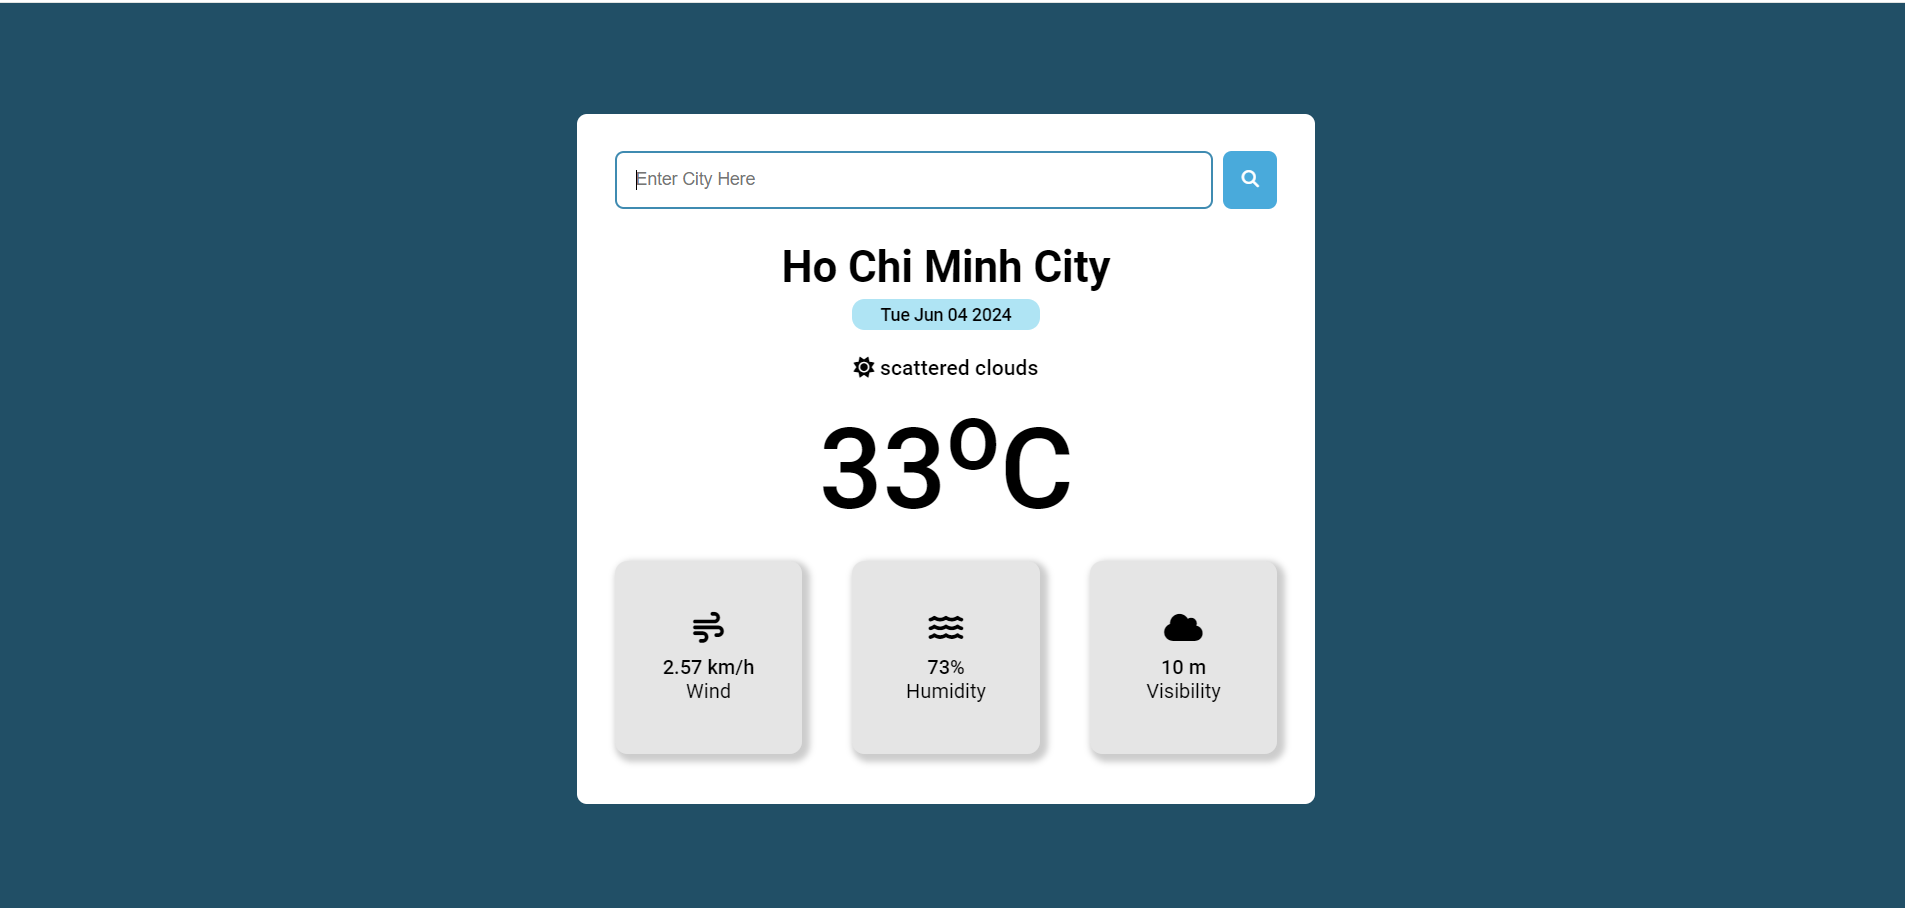 Enter City Here
Ho Chi Minh City
Tue Jun 04 2024
scattered clouds
33°C
2.57 km/h
Wind
73%
Humidity
10 m
Visibility